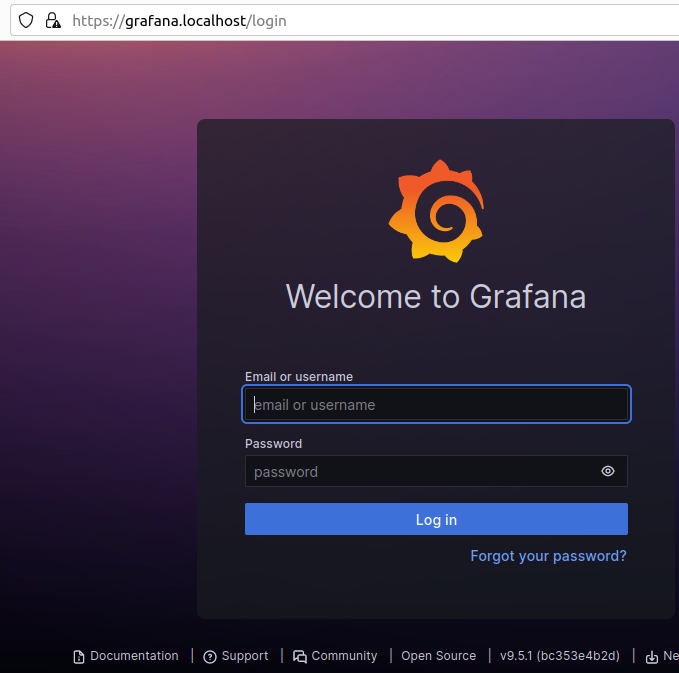 https://grafana.localhost/login
Welcome to Grafana
Email or username
email or username
Password
password
Log in
Forgot your password?
Documentation | Support | Community | Open Source | v9.5.1 (bc353e4b2d) | Ne